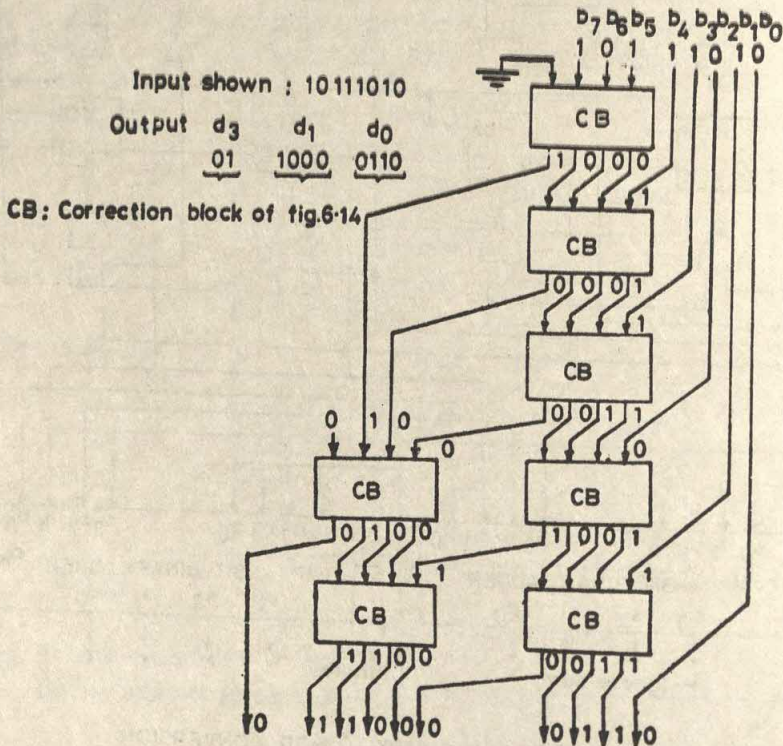 b7 b6 b5 b4 b3 b2 b1 b0
1 0 1 1 1 0 1 0
Input shown : 10111010
CB
Output d3 d1 d0
01 1000 0110
1 0 0 0
CB: Correction block of fig.6·14
1
CB
0 0 0 1
1
CB
0 1 0
0 0 1 1
0
0
CB
CB
0 1 0 0
1 0 0 1
1
1
CB
CB
1 1 0 0
0 0 1 1
0 1 1 0 0 0 0 1 1 0